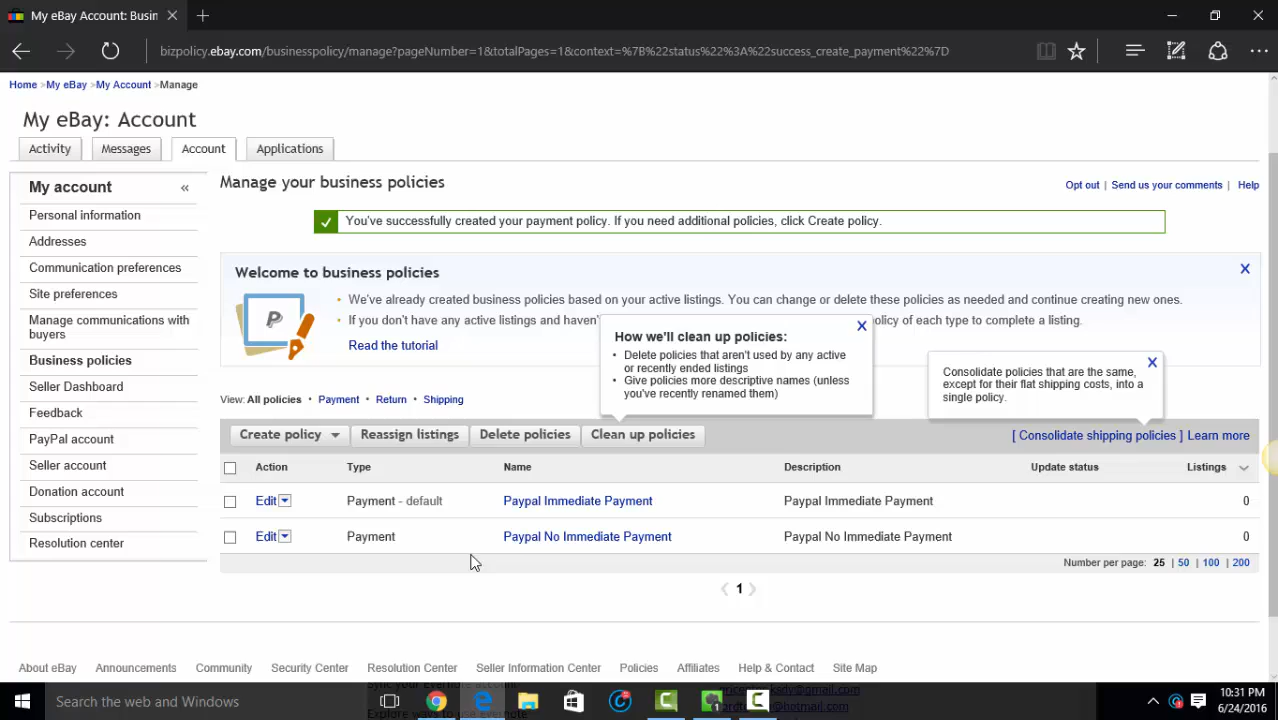 My eBay Account: Busin
bizpolicy.ebay.com/businesspolicy/manage?pageNumber=1&totalPages=1&context=%7B%22status%22%3A%22success_create_payment%22%7D
Home >My eBay >My Account >Manage
My eBay: Account
Activity Messages Account Applications
My account «
Personal information
Addresses
Communication preferences
Site preferences
Manage communications with
buyers
Business policies
Seller Dashboard
Feedback
PayPal account
Seller account
Donation account
Subscriptions
Resolution center
Manage your business policies
Opt out | Send us your comments | Help
You've successfully created your payment policy. If you need additional policies, click Create policy.
Welcome to business policies X
P
• We've already created business policies based on your active listings. You can change or delete these policies as needed and continue creating new ones.
• If you don't have any active listings and haven' policy of each type to complete a listing.
Read the tutorial
How we'll clean up policies: X
• Delete policies that aren't used by any active
or recently ended listings
• Give policies more descriptive names (unless
you've recently renamed them)
X
Consolidate policies that are the same,
except for their flat shipping costs, into a
single policy.
View: All policies • Payment • Return • Shipping
Create policy Reassign listings Delete policies Clean up policies [ Consolidate shipping policies ] Learn more
Action Type Name Description Update status Listings
Edit Payment - default Paypal Immediate Payment Paypal Immediate Payment 0
Edit Payment Paypal No Immediate Payment Paypal No Immediate Payment 0
Number per page: 25 | 50 | 100 | 200
1
About eBay Announcements Community Security Center Resolution Center Seller Information Center Policies Affiliates Help & Contact Site Map
Search the web and Windows
10:31 PM
6/24/2016